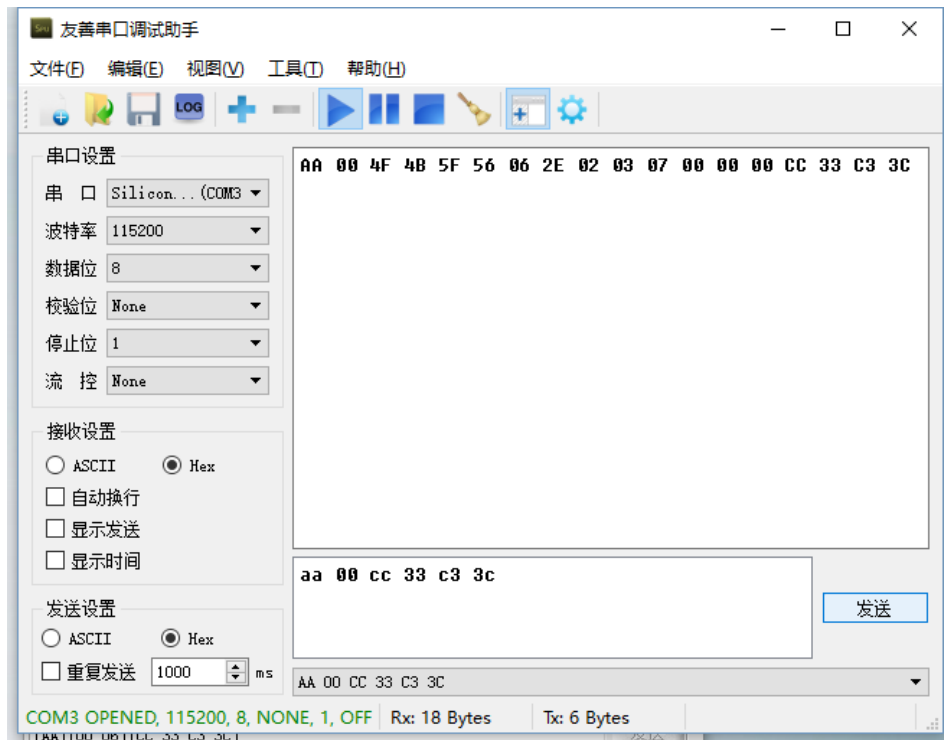 友善串口调试助手
文件(F) 编辑(E) 视图(V) 工具(T) 帮助(H)
LOG
串口设置
串 口 Silicon...(COM3
波特率 115200
数据位 8
校验位 None
停止位 1
流 控 None
接收设置
ASCII Hex
自动换行
显示发送
显示时间
发送设置
ASCII Hex
重复发送 1000 ms
AA 00 4F 4B 5F 56 06 2E 02 03 07 00 00 00 CC 33 C3 3C
aa 00 cc 33 c3 3c
发送
AA 00 CC 33 C3 3C
COM3 OPENED, 115200, 8, NONE, 1, OFF Rx: 18 Bytes Tx: 6 Bytes